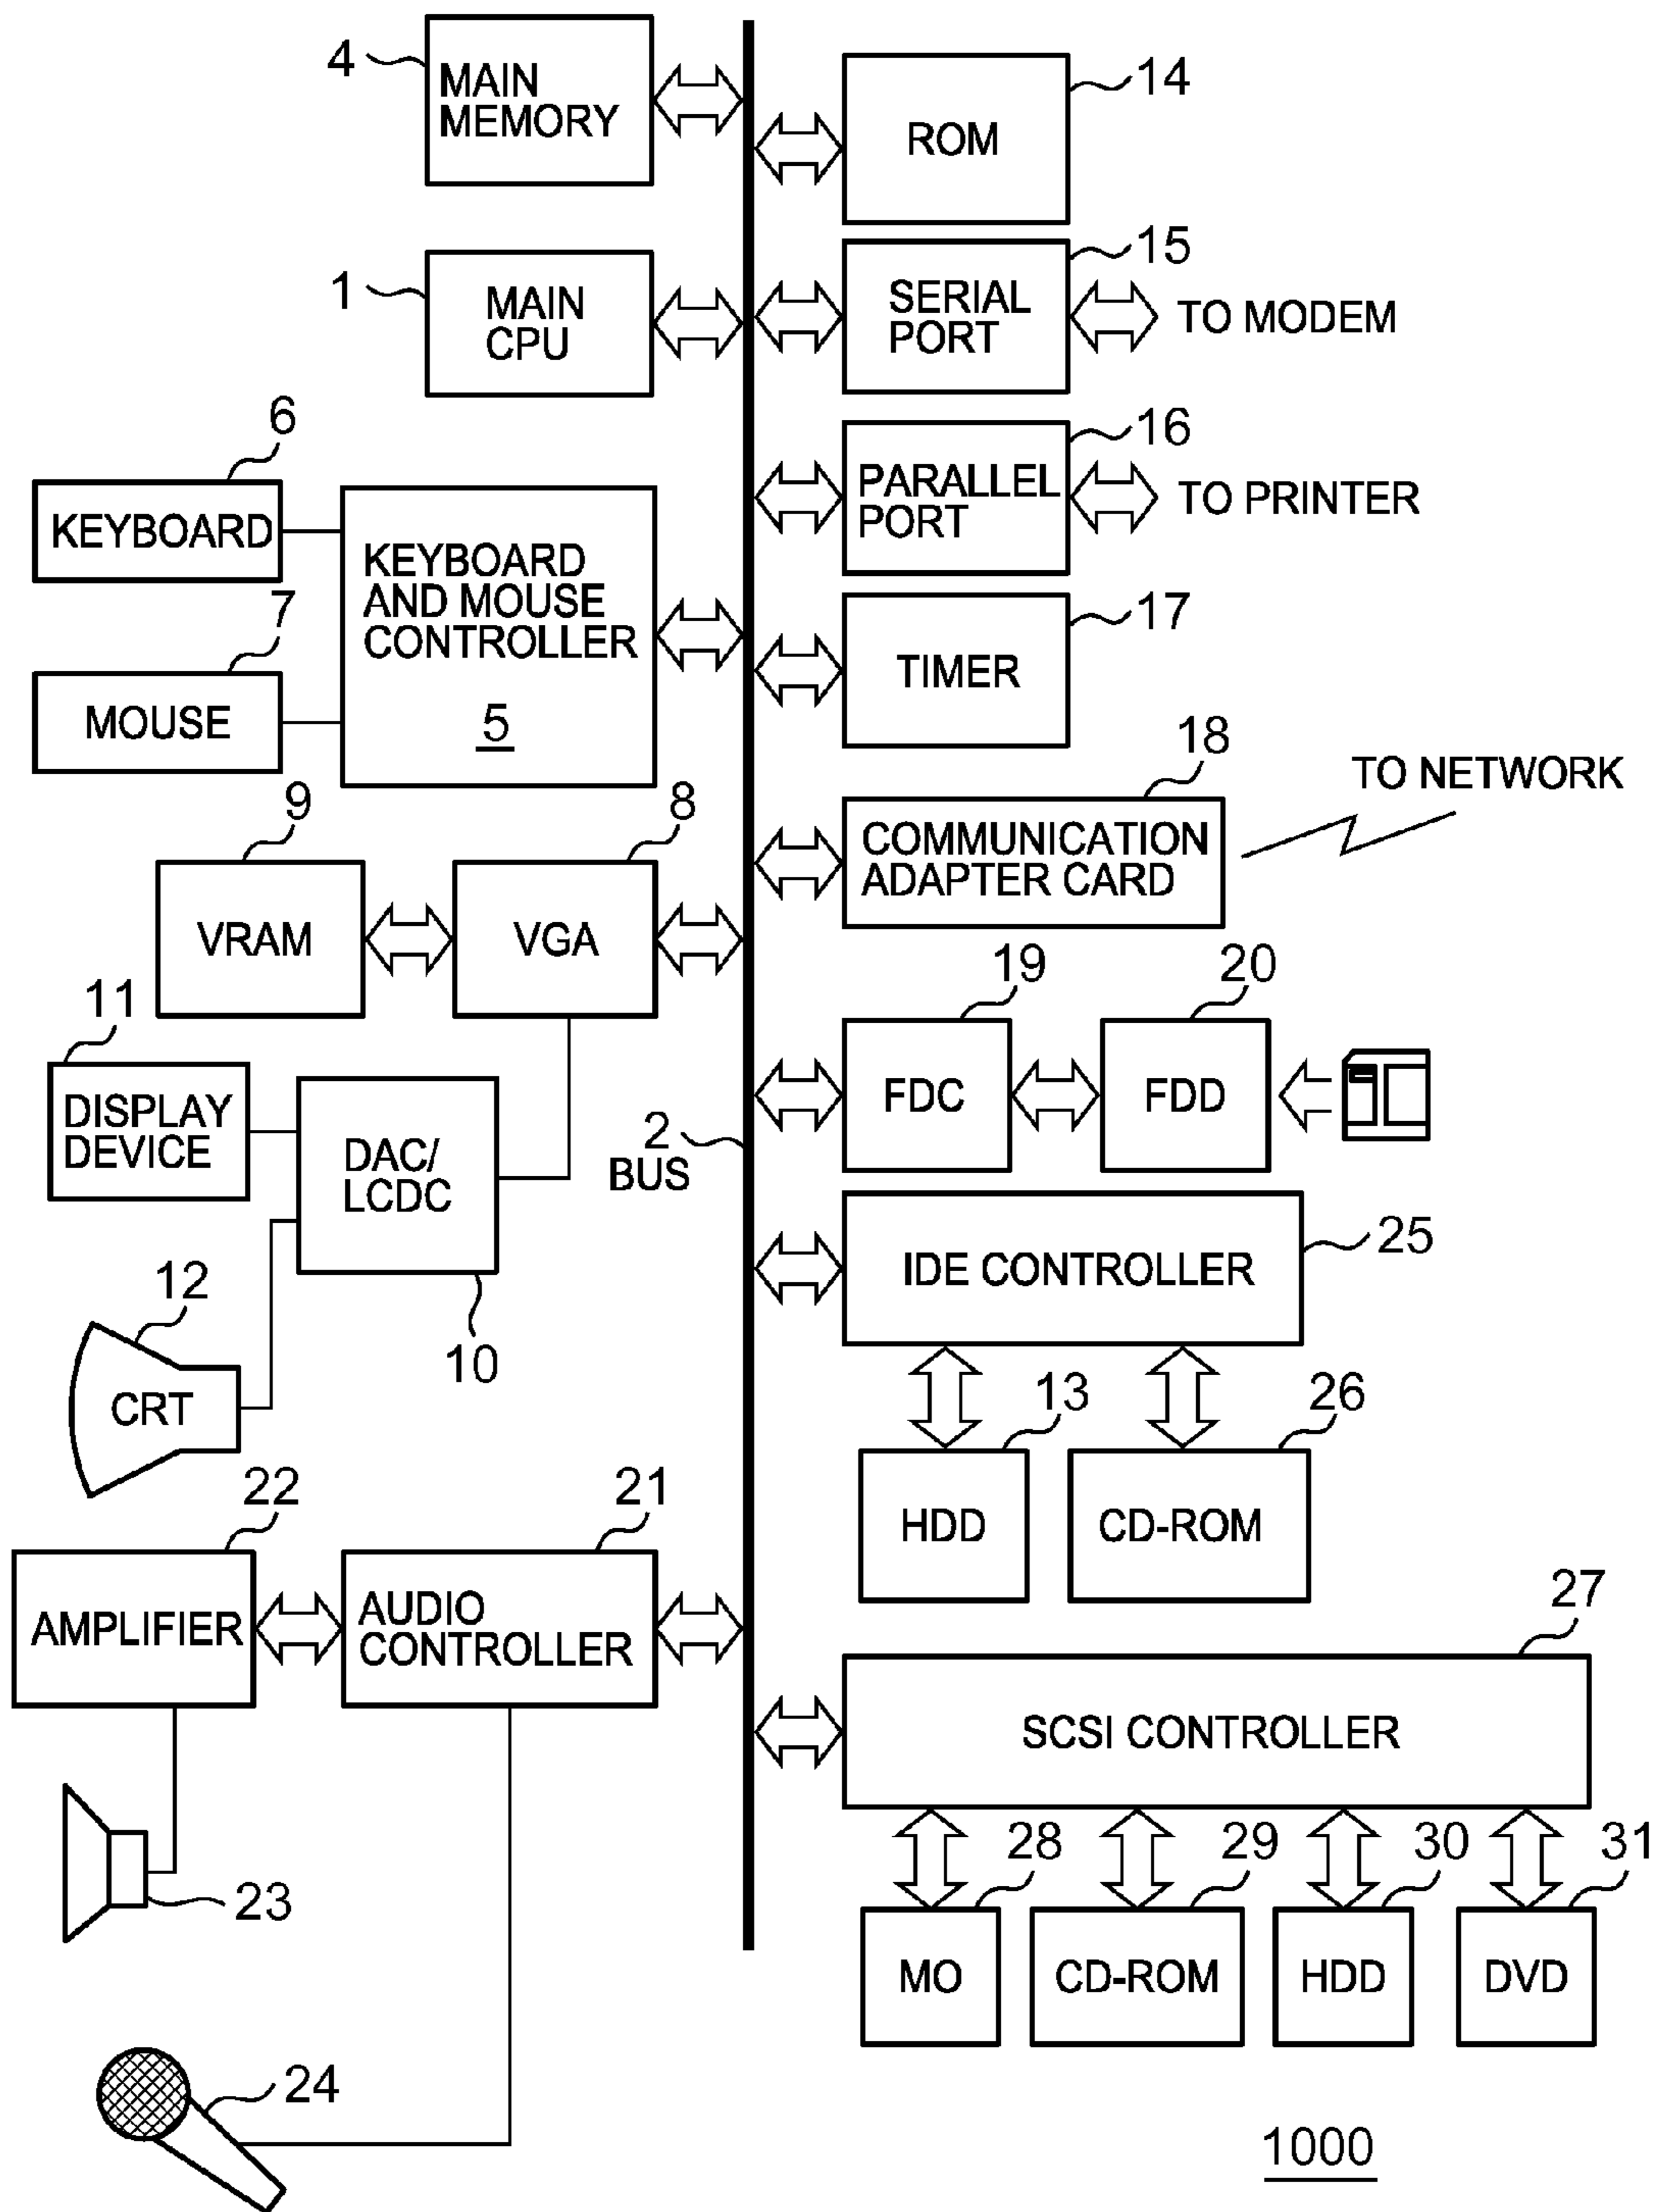 4
MAIN
MEMORY
14
ROM
1
MAIN
CPU
15
SERIAL
PORT
TO MODEM
6
KEYBOARD
16
PARALLEL
PORT
TO PRINTER
KEYBOARD
AND MOUSE
CONTROLLER
5
7
MOUSE
17
TIMER
18
COMMUNICATION
ADAPTER CARD
TO NETWORK
9
VRAM
8
VGA
19
FDC
20
FDD
11
DISPLAY
DEVICE
DAC/
LCDC
10
2
BUS
25
IDE CONTROLLER
12
CRT
13
HDD
26
CD-ROM
22
AMPLIFIER
21
AUDIO
CONTROLLER
27
SCSI CONTROLLER
23
28
MO
29
CD-ROM
30
HDD
31
DVD
24
1000